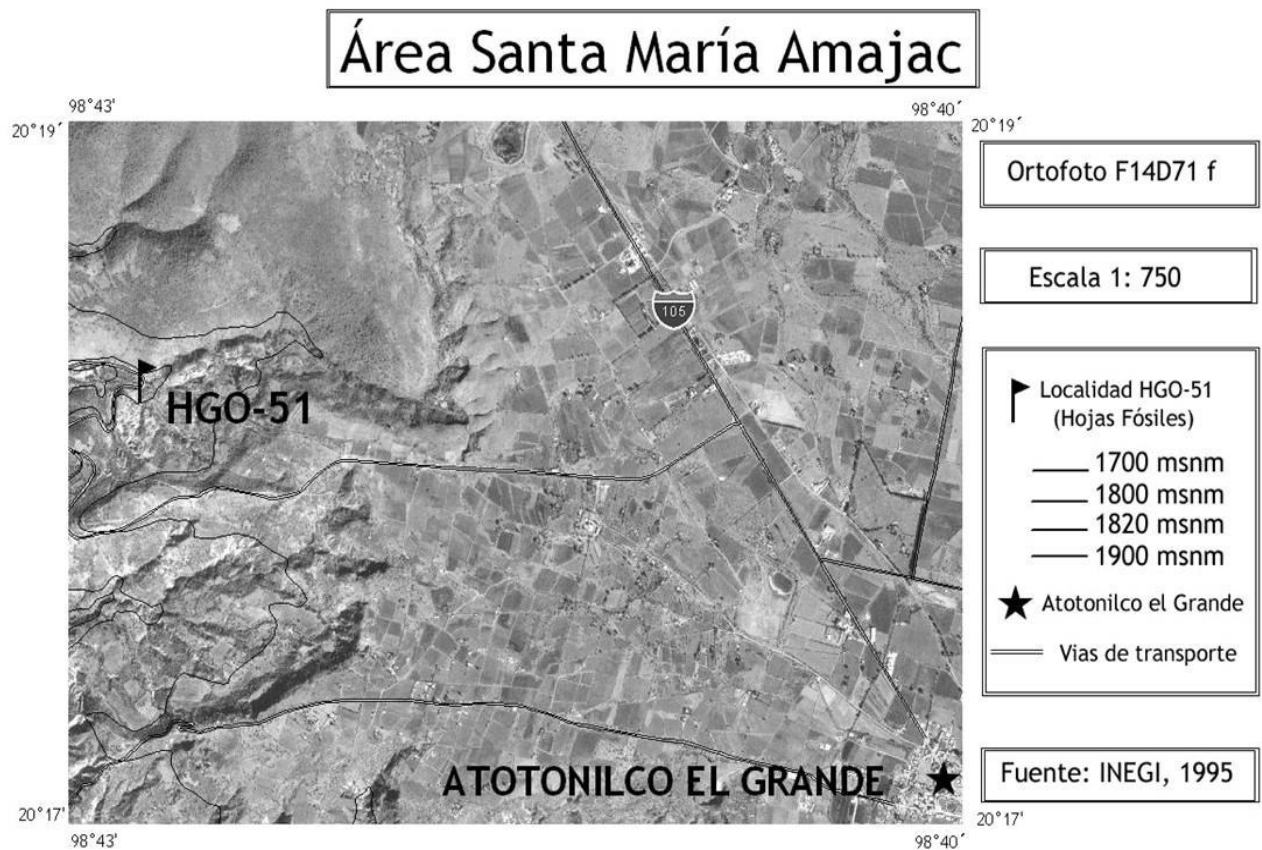 Área Santa María Amajac
98°43'
98°40´
20°19´
20°19´
Ortofoto F14D71 f
Escala 1: 750
105
HGO-51
Localidad HGO-51
(Hojas Fósiles)
1700 msnm
1800 msnm
1820 msnm
1900 msnm
Atotonilco el Grande
Vias de transporte
ATOTONILCO EL GRANDE
Fuente: INEGI, 1995
20°17'
20°17'
98°43'
98°40´